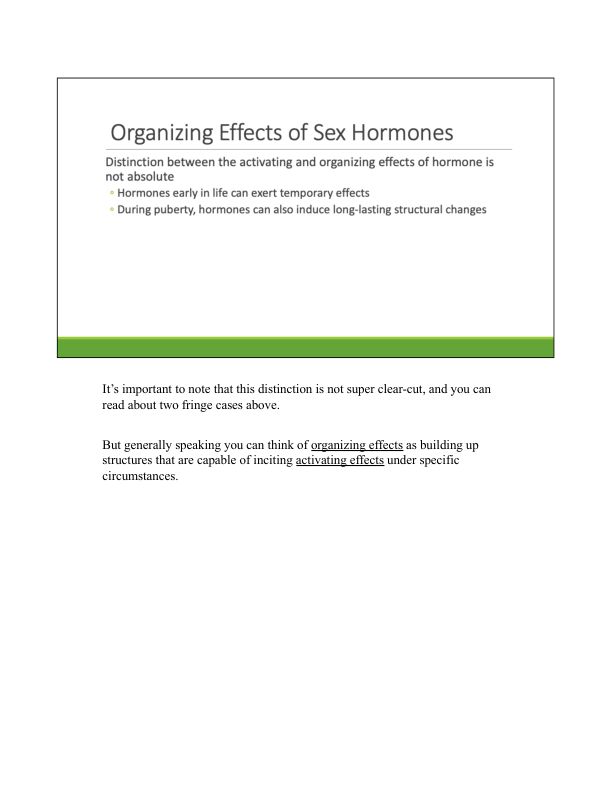 Organizing Effects of Sex Hormones
Distinction between the activating and organizing effects of hormone is
not absolute
◦ Hormones early in life can exert temporary effects
◦ During puberty, hormones can also induce long-lasting structural changes
It’s important to note that this distinction is not super clear-cut, and you can
read about two fringe cases above.
But generally speaking you can think of organizing effects as building up
structures that are capable of inciting activating effects under specific
circumstances.